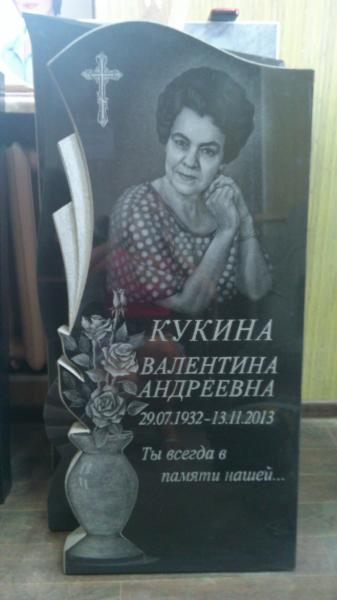 КУКИНА
ВАЛЕНТИНА
АНДРЕЕВНА
29.07.1932-13.11.2013
Ты всегда в
памяти нашей...